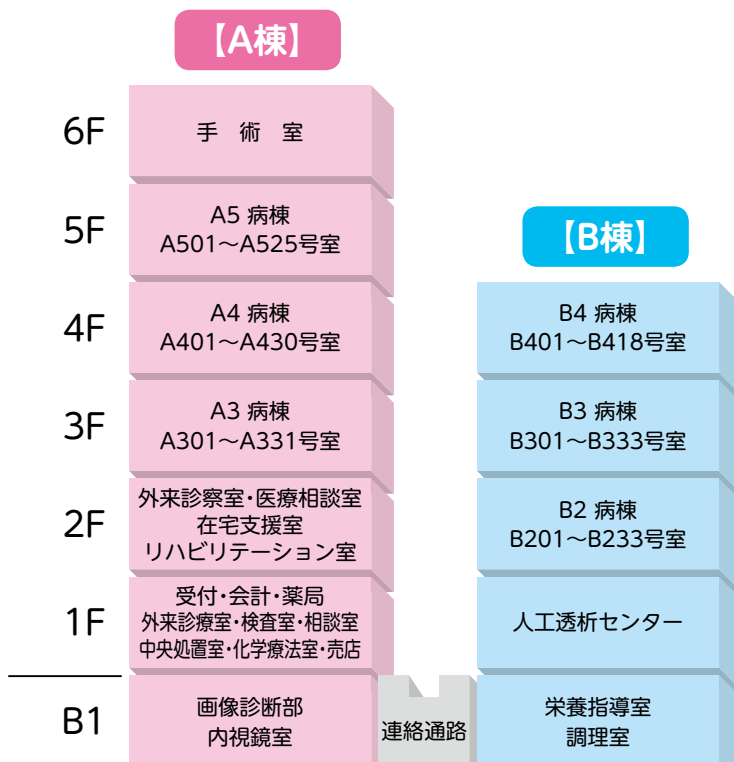 【A棟】
6F
手 術 室
5F
A5 病棟
A501～A525号室
【B棟】
4F
A4 病棟
A401～A430号室
B4 病棟
B401～B418号室
3F
A3 病棟
A301～A331号室
B3 病棟
B301～B333号室
2F
外来診察室・医療相談室
在宅支援室
リハビリテーション室
B2 病棟
B201～B233号室
1F
受付・会計・薬局
外来診療室・検査室・相談室
中央処置室・化学療法室・売店
人工透析センター
B1
画像診断部
内視鏡室
連絡通路
栄養指導室
調理室